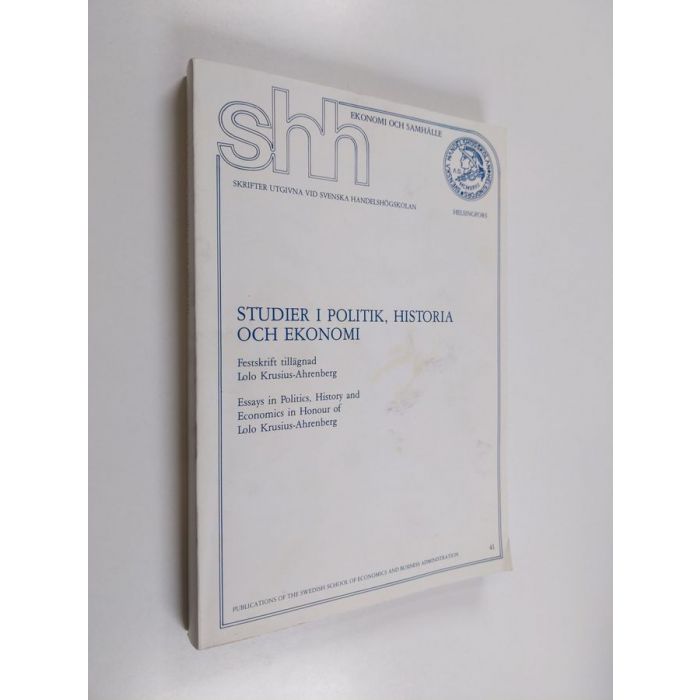 shh
EKONOMI OCH SAMHÄLLE
SKRIFTER UTGIVNA VID SVENSKA HANDELSHÖGSKOLAN
HELSINGFORS
STUDIER I POLITIK, HISTORIA
OCH EKONOMI
Festskrift tillägnad
Lolo Krusius-Ahrenberg
Essays in Politics, History and
Economics in Honour of
Lolo Krusius-Ahrenberg
41
PUBLICATIONS OF THE SWEDISH SCHOOL OF ECONOMICS AND BUSINESS ADMINISTRATION